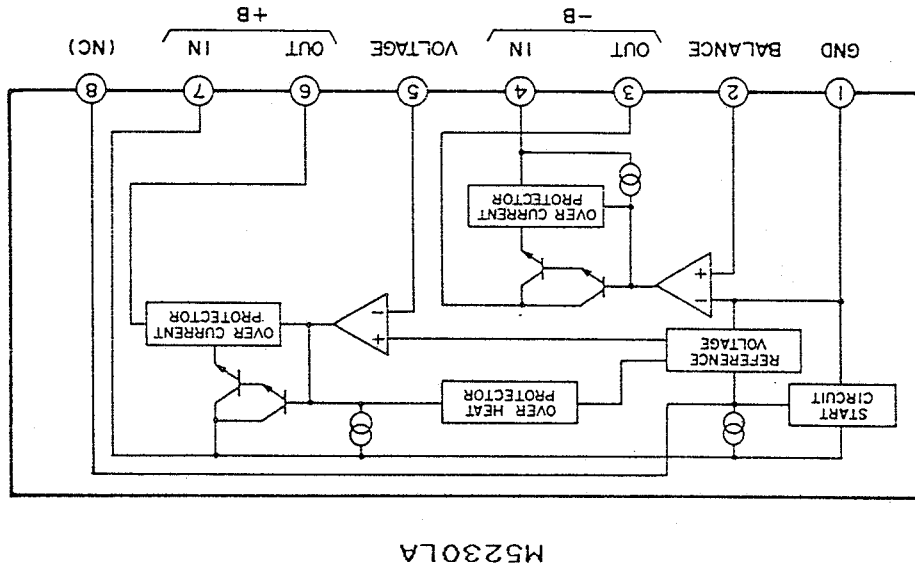 M5230LA
START
CIRCUIT
OVER HEAT
PROTECTOR
REFERENCE
VOLTAGE
+
−
OVER CURRENT
PROTECTOR
−
+
OVER CURRENT
PROTECTOR
1 2 3 4 5 6 7 8
GND BALANCE OUT IN VOLTAGE OUT IN (NC)
−B +B